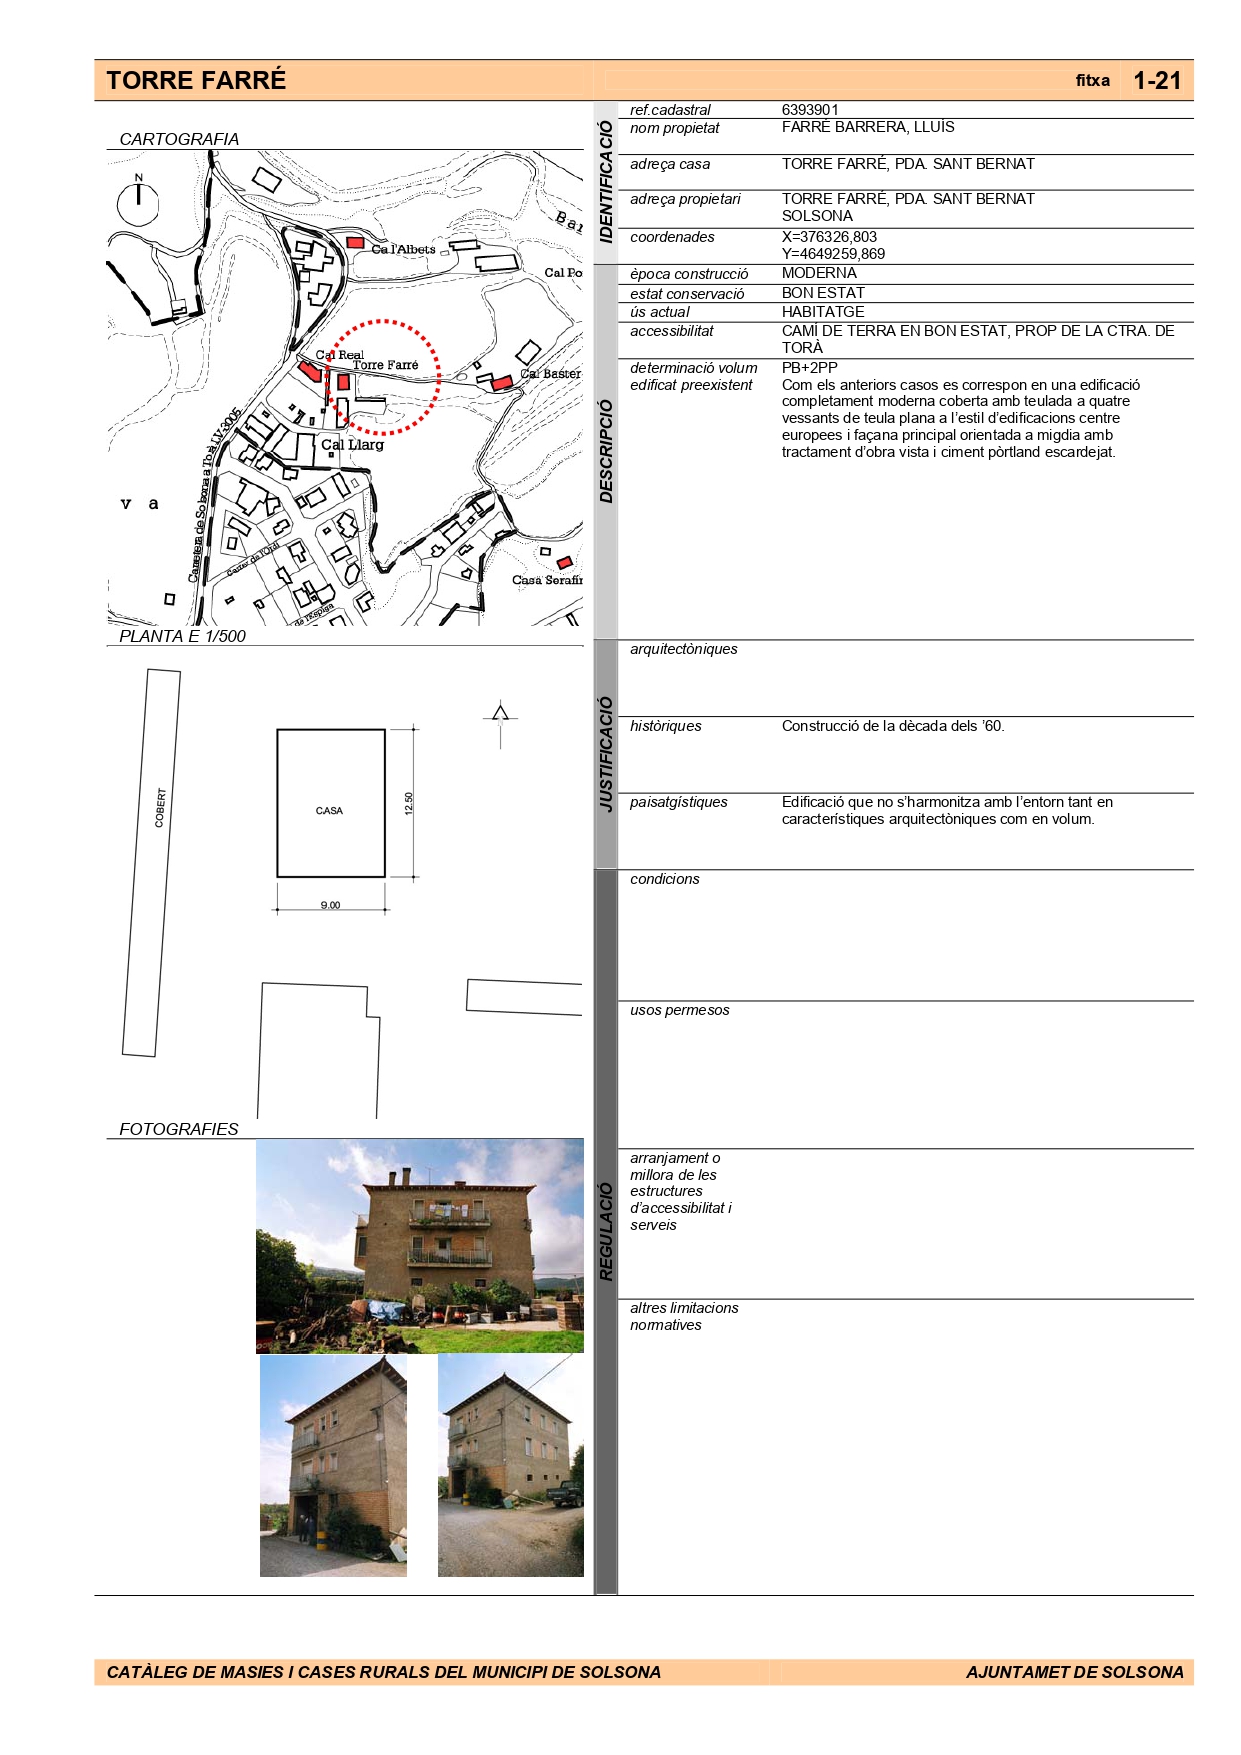 TORRE FARRÉ
fitxa 1-21
CARTOGRAFIA
N
Ca l'Albets
Cal Real
Torre Farré
Cal Baster
Cal Llarg
Carretera de Solsona a Torà LV-3005
v a
Carrer de l'Oral
de l'Espiga
PLANTA E 1/500
COBERT
CASA
12.50
9.00
FOTOGRAFIES
IDENTIFICACIÓ
ref.cadastral 6393901
nom propietat FARRÉ BARRERA, LLUÍS
adreça casa TORRE FARRÉ, PDA. SANT BERNAT
adreça propietari TORRE FARRÉ, PDA. SANT BERNAT
SOLSONA
coordenades X=376326,803
Y=4649259,869
DESCRIPCIÓ
època construcció MODERNA
estat conservació BON ESTAT
ús actual HABITATGE
accessibilitat CAMÍ DE TERRA EN BON ESTAT, PROP DE LA CTRA. DE
TORÀ
determinació volum PB+2PP
edificat preexistent Com els anteriors casos es correspon en una edificació
completament moderna coberta amb teulada a quatre
vessants de teula plana a l’estil d’edificacions centre
europees i façana principal orientada a migdia amb
tractament d’obra vista i ciment pòrtland escardejat.
JUSTIFICACIÓ
arquitectòniques
històriques Construcció de la dècada dels ’60.
paisatgístiques Edificació que no s’harmonitza amb l’entorn tant en
característiques arquitectòniques com en volum.
REGULACIÓ
condicions
usos permesos
arranjament o
millora de les
estructures
d’accessibilitat i
serveis
altres limitacions
normatives
CATÀLEG DE MASIES I CASES RURALS DEL MUNICIPI DE SOLSONA
AJUNTAMET DE SOLSONA